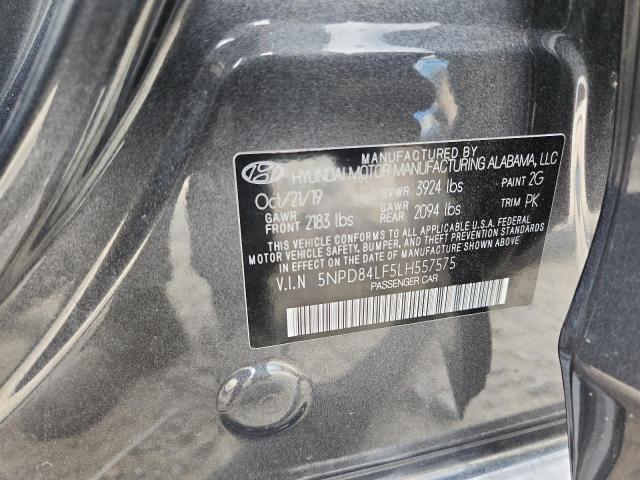 MANUFACTURED BY
HYUNDAI MOTOR MANUFACTURING ALABAMA, LLC
Oct/21/19 GVWR 3924 lbs PAINT 2G
GAWR FRONT 2183 lbs GAWR REAR 2094 lbs TRIM PK
THIS VEHICLE CONFORMS TO ALL APPLICABLE U.S.A. FEDERAL
MOTOR VEHICLE SAFETY, BUMPER, AND THEFT PREVENTION STANDARDS
IN EFFECT ON THE DATE OF MANUFACTURE SHOWN ABOVE.
V.I.N 5NPD84LF5LH557575
PASSENGER CAR